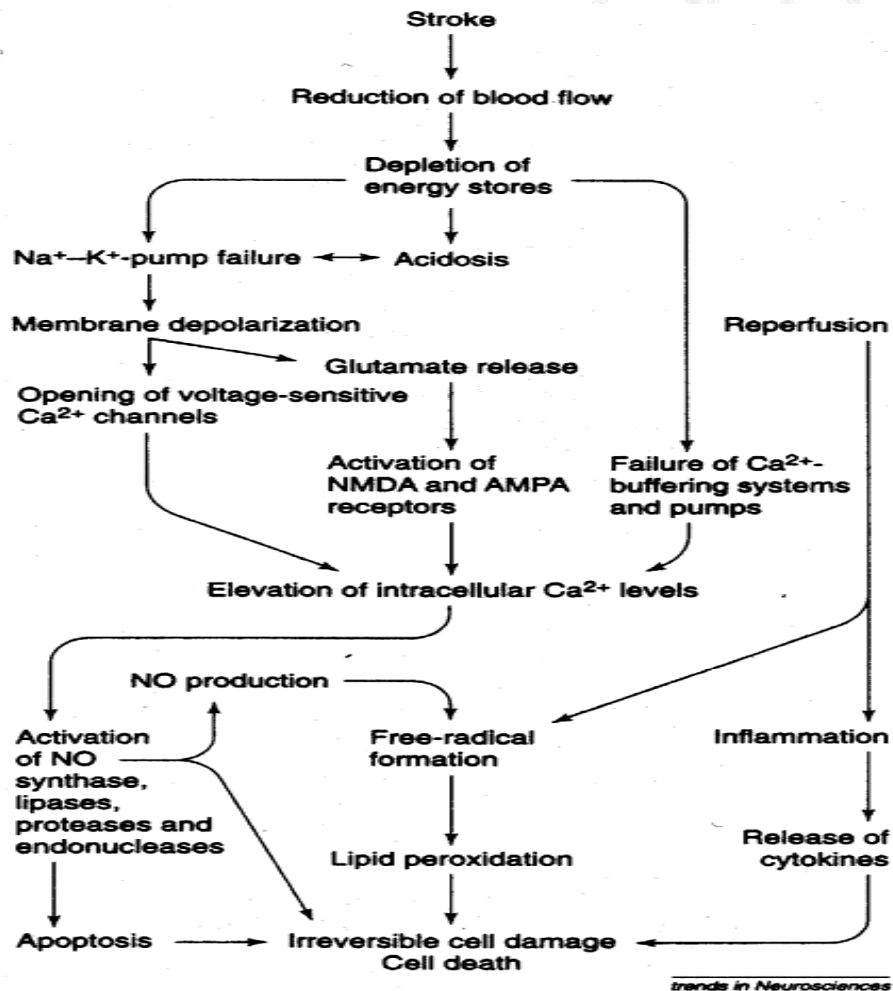 Stroke
Reduction of blood flow
Depletion of
energy stores
Na⁺–K⁺-pump failure
Acidosis
Membrane depolarization
Reperfusion
Glutamate release
Opening of voltage-sensitive
Ca²⁺ channels
Activation of
NMDA and AMPA
receptors
Failure of Ca²⁺-
buffering systems
and pumps
Elevation of intracellular Ca²⁺ levels
NO production
Activation
of NO
synthase,
lipases,
proteases and
endonucleases
Free-radical
formation
Inflammation
Lipid peroxidation
Release of
cytokines
Apoptosis
Irreversible cell damage
Cell death
trends in Neurosciences